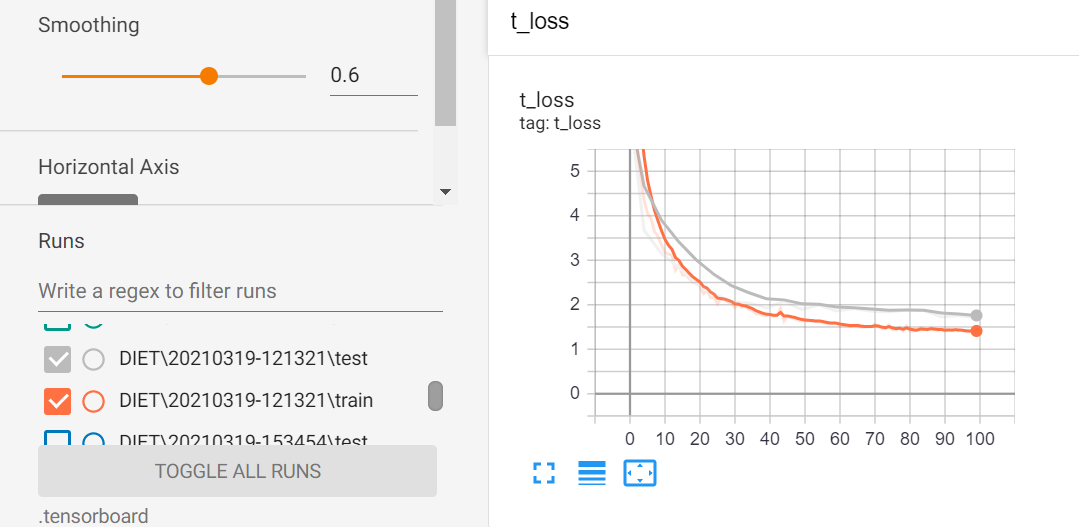 Smoothing
0.6
Horizontal Axis
Runs
Write a regex to filter runs
DIET\20210319-121321\test
DIET\20210319-121321\train
DIET\20210319-153454\test
TOGGLE ALL RUNS
.tensorboard
t_loss
t_loss
tag: t_loss
5
4
3
2
1
0
0 10 20 30 40 50 60 70 80 90 100